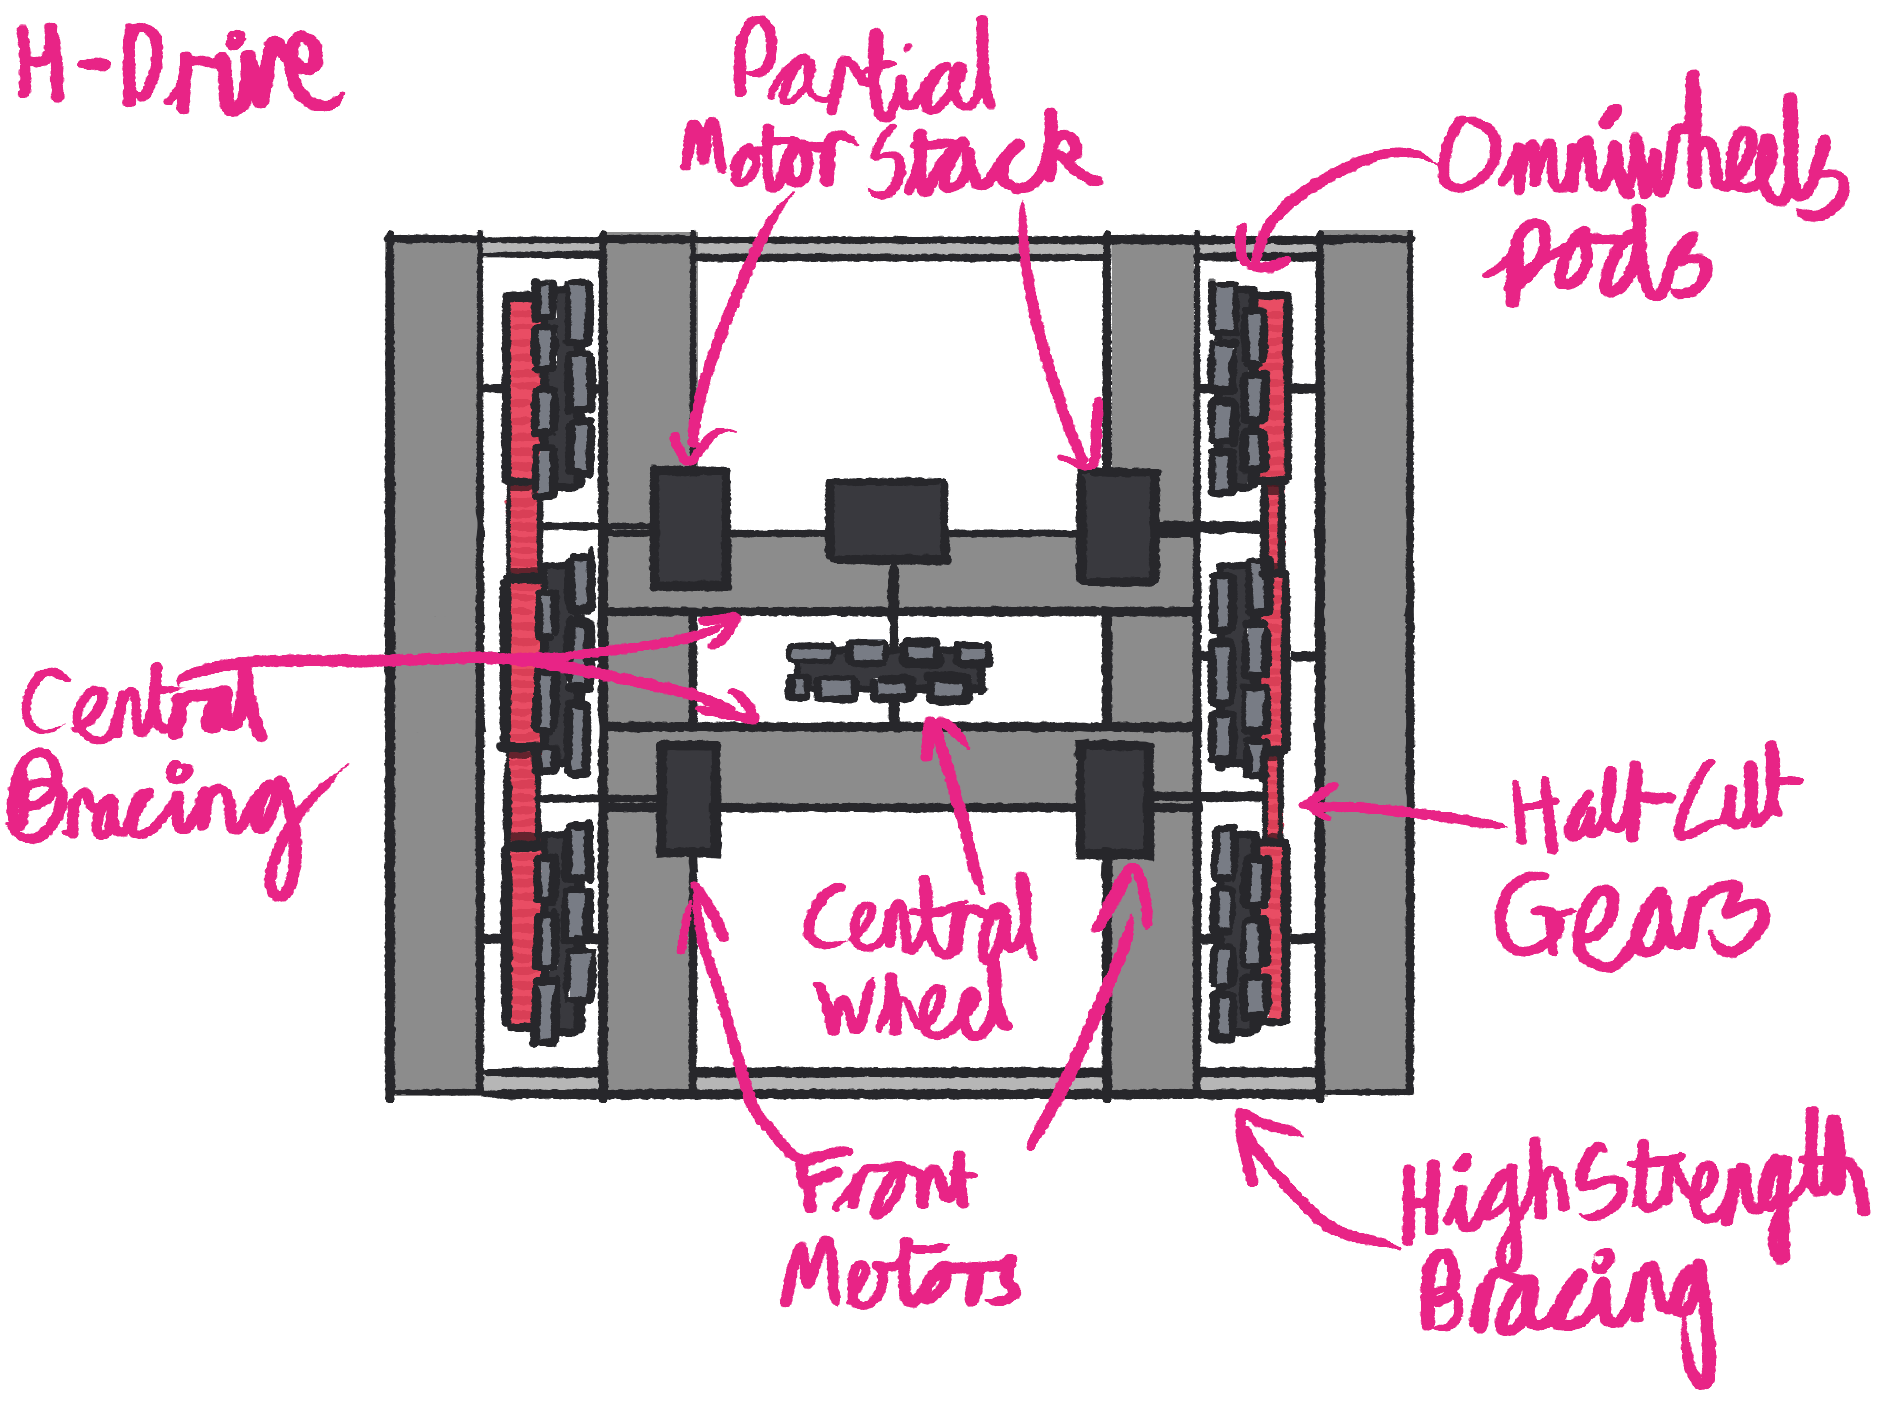 H-Drive
Partial
Motor Stack
Omniwheels
Pods
Central
Bracing
Half-Cut
Gears
Central
Wheel
Front
Motors
High Strength
Bracing